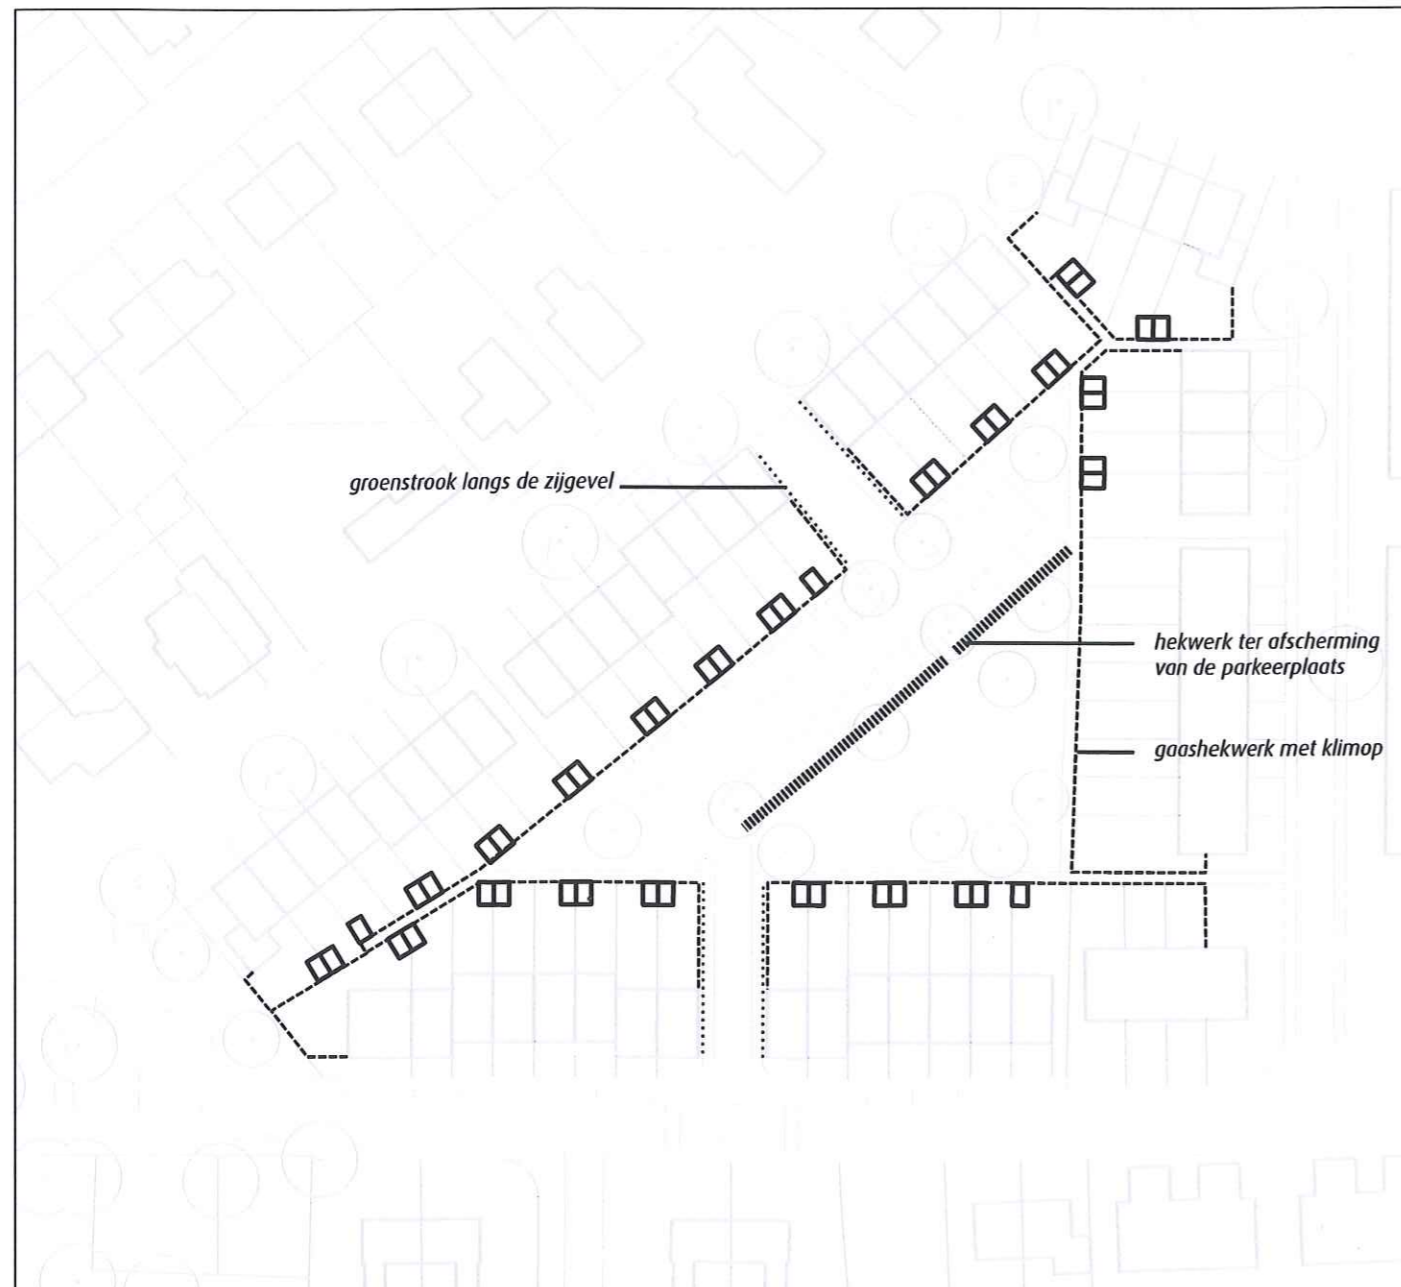 groenstrook langs de zijgevel
hekwerk ter afscherming
van de parkeerplaats
gaashekwerk met klimop